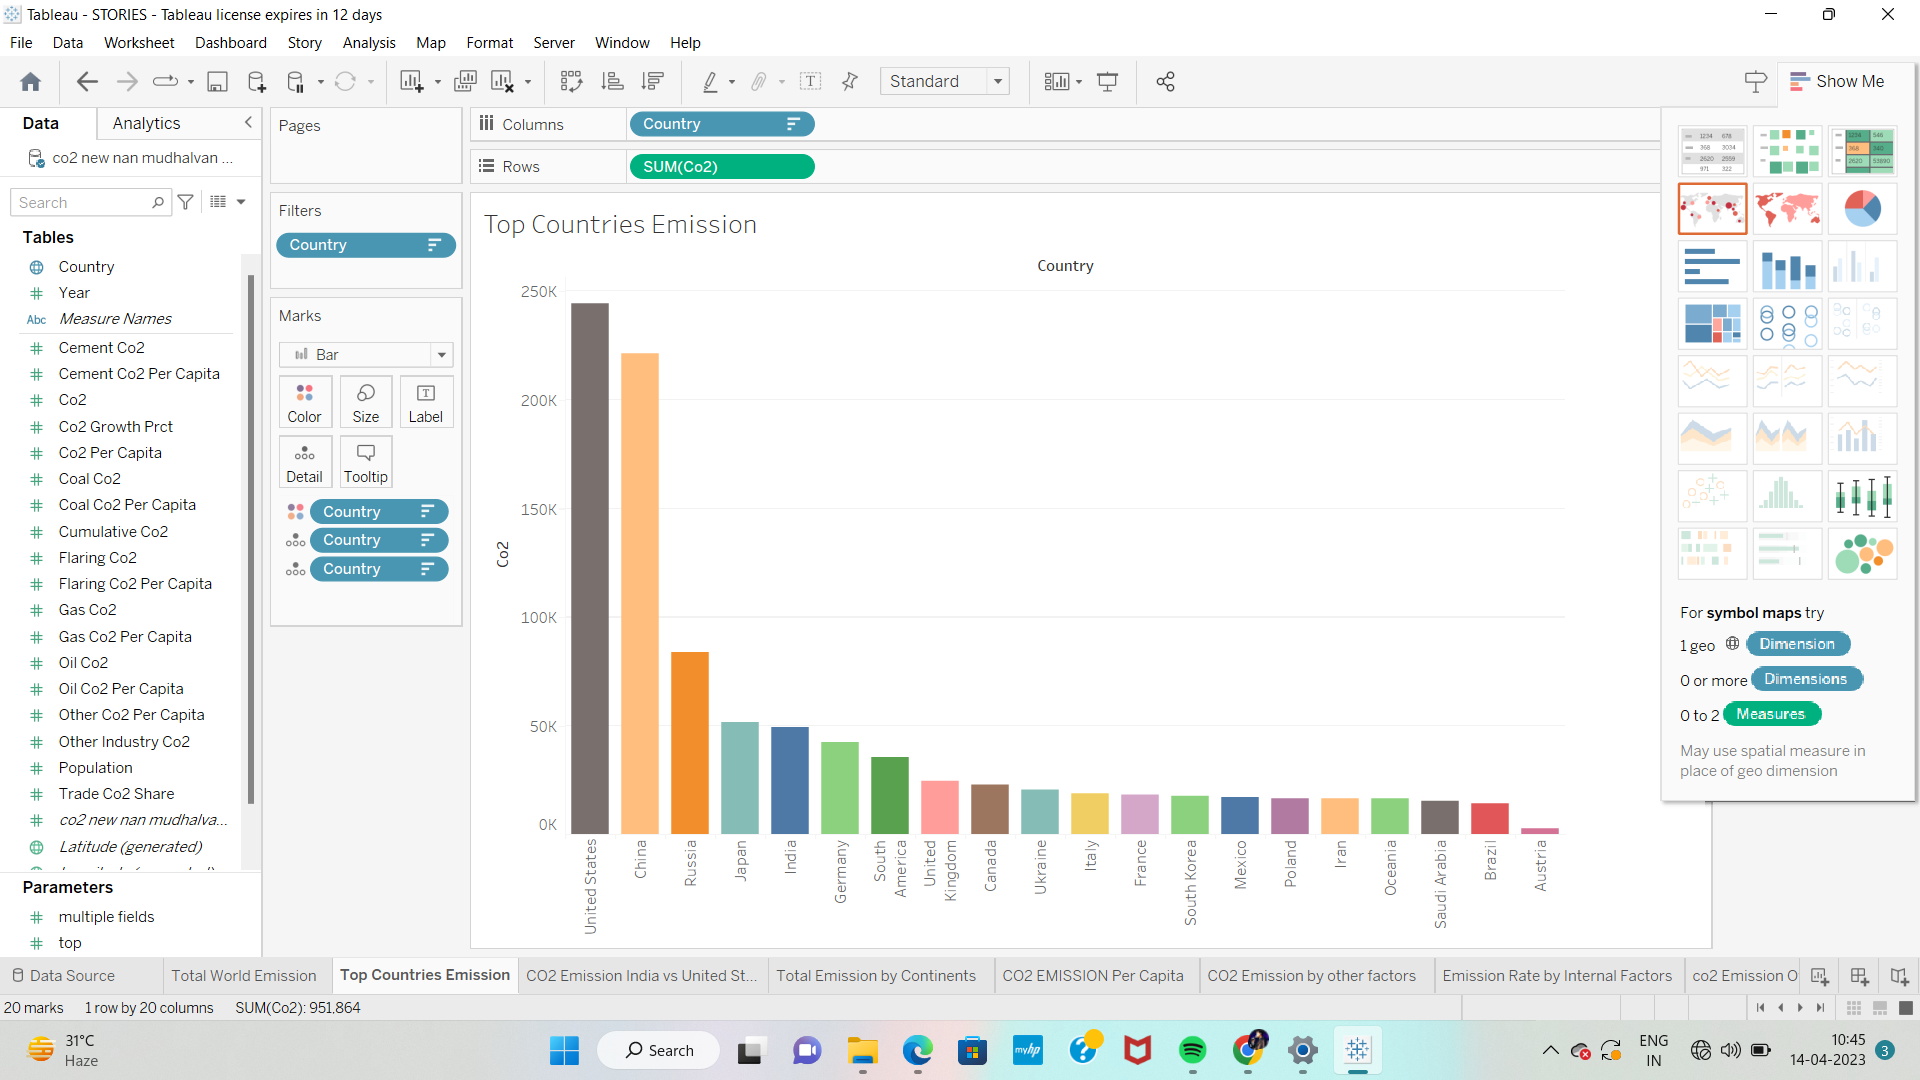 Tableau - STORIES - Tableau license expires in 12 days
File Data Worksheet Dashboard Story Analysis Map Format Server Window Help
Standard
Show Me
Data Analytics
co2 new nan mudhalvan ...
Search
Tables
Country
Year
Abc Measure Names
Cement Co2
Cement Co2 Per Capita
Co2
Co2 Growth Prct
Co2 Per Capita
Coal Co2
Coal Co2 Per Capita
Cumulative Co2
Flaring Co2
Flaring Co2 Per Capita
Gas Co2
Gas Co2 Per Capita
Oil Co2
Oil Co2 Per Capita
Other Co2 Per Capita
Other Industry Co2
Population
Trade Co2 Share
co2 new nan mudhalva...
Latitude (generated)
Parameters
multiple fields
top
Pages
Filters
Country
Marks
Bar
Color Size Label
Detail Tooltip
Country
Country
Country
Columns Country
Rows SUM(Co2)
Top Countries Emission
Country
Co2
250K
200K
150K
100K
50K
0K
United States
China
Russia
Japan
India
Germany
South America
United Kingdom
Canada
Ukraine
Italy
France
South Korea
Mexico
Poland
Iran
Oceania
Saudi Arabia
Brazil
Austria
For symbol maps try
1 geo Dimension
0 or more Dimensions
0 to 2 Measures
May use spatial measure in
place of geo dimension
Data Source Total World Emission Top Countries Emission CO2 Emission India vs United St... Total Emission by Continents CO2 EMISSION Per Capita CO2 Emission by other factors Emission Rate by Internal Factors co2 Emission O
20 marks 1 row by 20 columns SUM(Co2): 951,864
31°C
Haze
Search
myhp
ENG
IN
10:45
14-04-2023
3